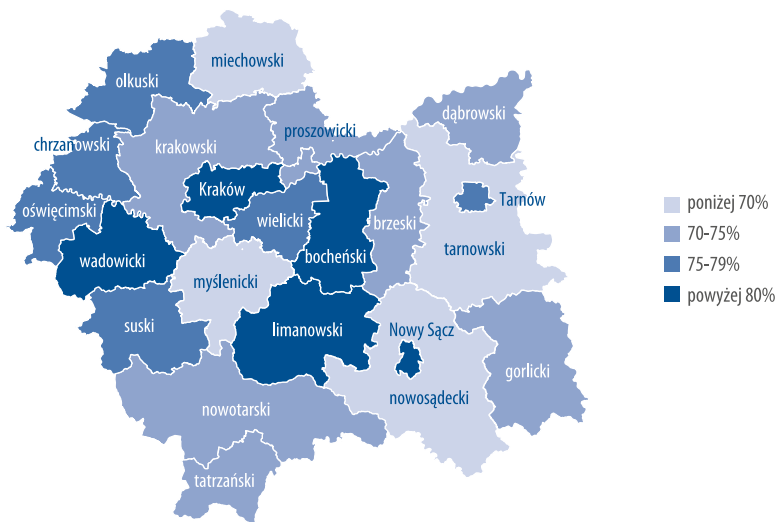 miechowski
olkuski
dąbrowski
chrzanowski
krakowski
proszowicki
Kraków
oświęcimski
wielicki
brzeski
Tarnów
wadowicki
bocheński
tarnowski
myślenicki
suski
limanowski
Nowy Sącz
gorlicki
nowosądecki
nowotarski
tatrzański
poniżej 70%
70-75%
75-79%
powyżej 80%